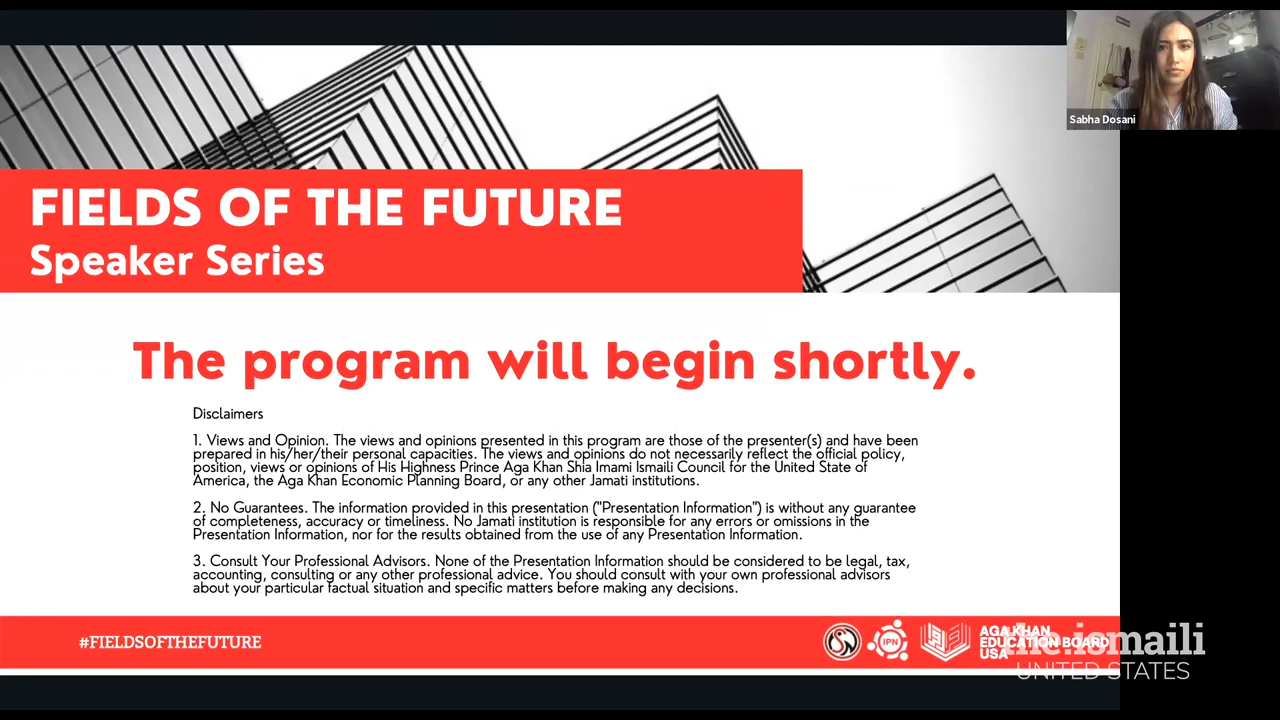 Sabha Dosani
FIELDS OF THE FUTURE
Speaker Series
The program will begin shortly.
Disclaimers
1. Views and Opinion. The views and opinions presented in this program are those of the presenter(s) and have been
prepared in his/her/their personal capacities. The views and opinions do not necessarily reflect the official policy,
position, views or opinions of His Highness Prince Aga Khan Shia Imami Ismaili Council for the United State of
America, the Aga Khan Economic Planning Board, or any other Jamati institutions.
2. No Guarantees. The information provided in this presentation ("Presentation Information") is without any guarantee
of completeness, accuracy or timeliness. No Jamati institution is responsible for any errors or omissions in the
Presentation Information, nor for the results obtained from the use of any Presentation Information.
3. Consult Your Professional Advisors. None of the Presentation Information should be considered to be legal, tax,
accounting, consulting or any other professional advice. You should consult with your own professional advisors
about your particular factual situation and specific matters before making any decisions.
#FIELDSOFTHEFUTURE
IPN
AGA KHAN
EDUCATION BOARD
USA
the.ismaili
UNITED STATES